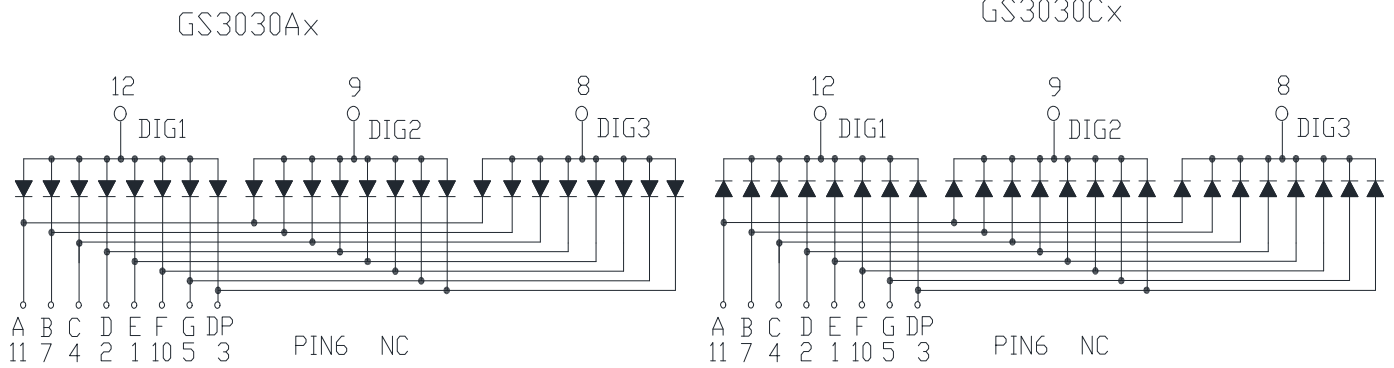 GS3030Ax
12 9 8
DIG1 DIG2 DIG3
A B C D E F G DP
11 7 4 2 1 10 5 3
PIN6 NC
GS3030Cx
12 9 8
DIG1 DIG2 DIG3
A B C D E F G DP
11 7 4 2 1 10 5 3
PIN6 NC